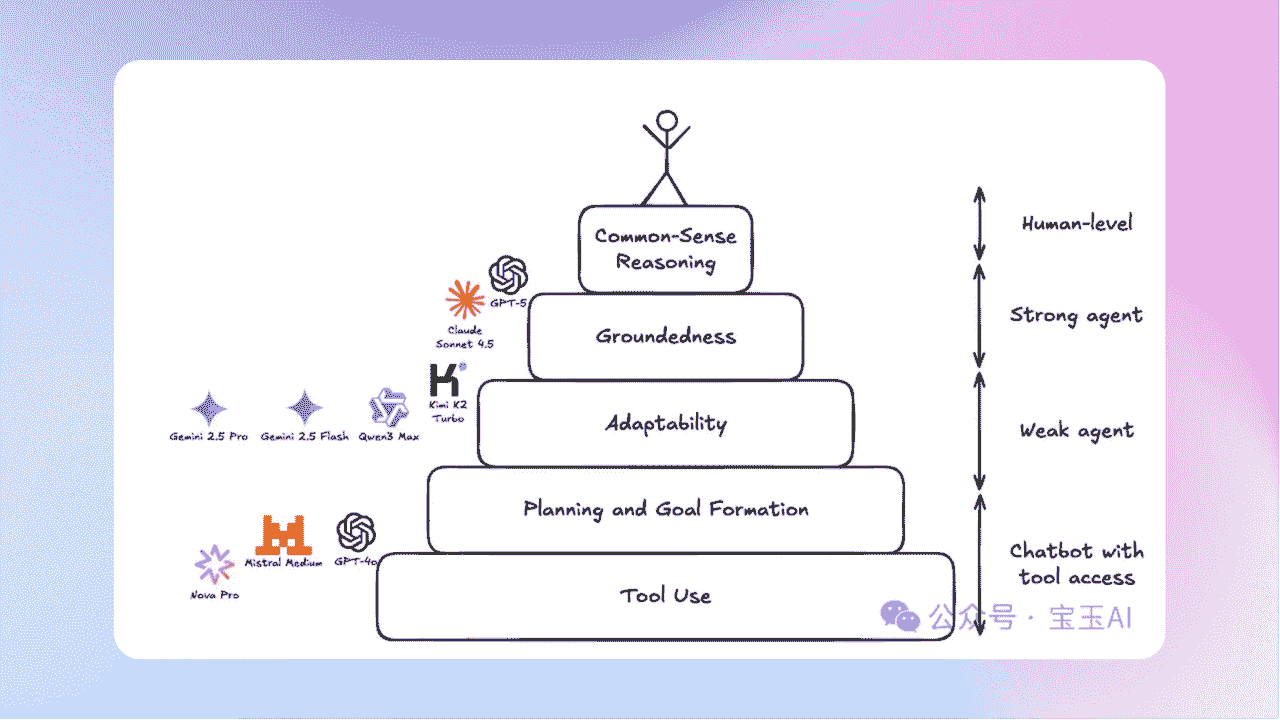 Common-Sense
Reasoning
Human-level
GPT-5
Claude
Sonnet 4.5
Groundedness
Strong agent
Kimi K2
Turbo
Gemini 2.5 Pro
Gemini 2.5 Flash
Qwen3 Max
Adaptability
Weak agent
Planning and Goal Formation
Mistral Medium
GPT-4o
Nova Pro
Chatbot with
tool access
Tool Use
公众号 · 宝玉AI